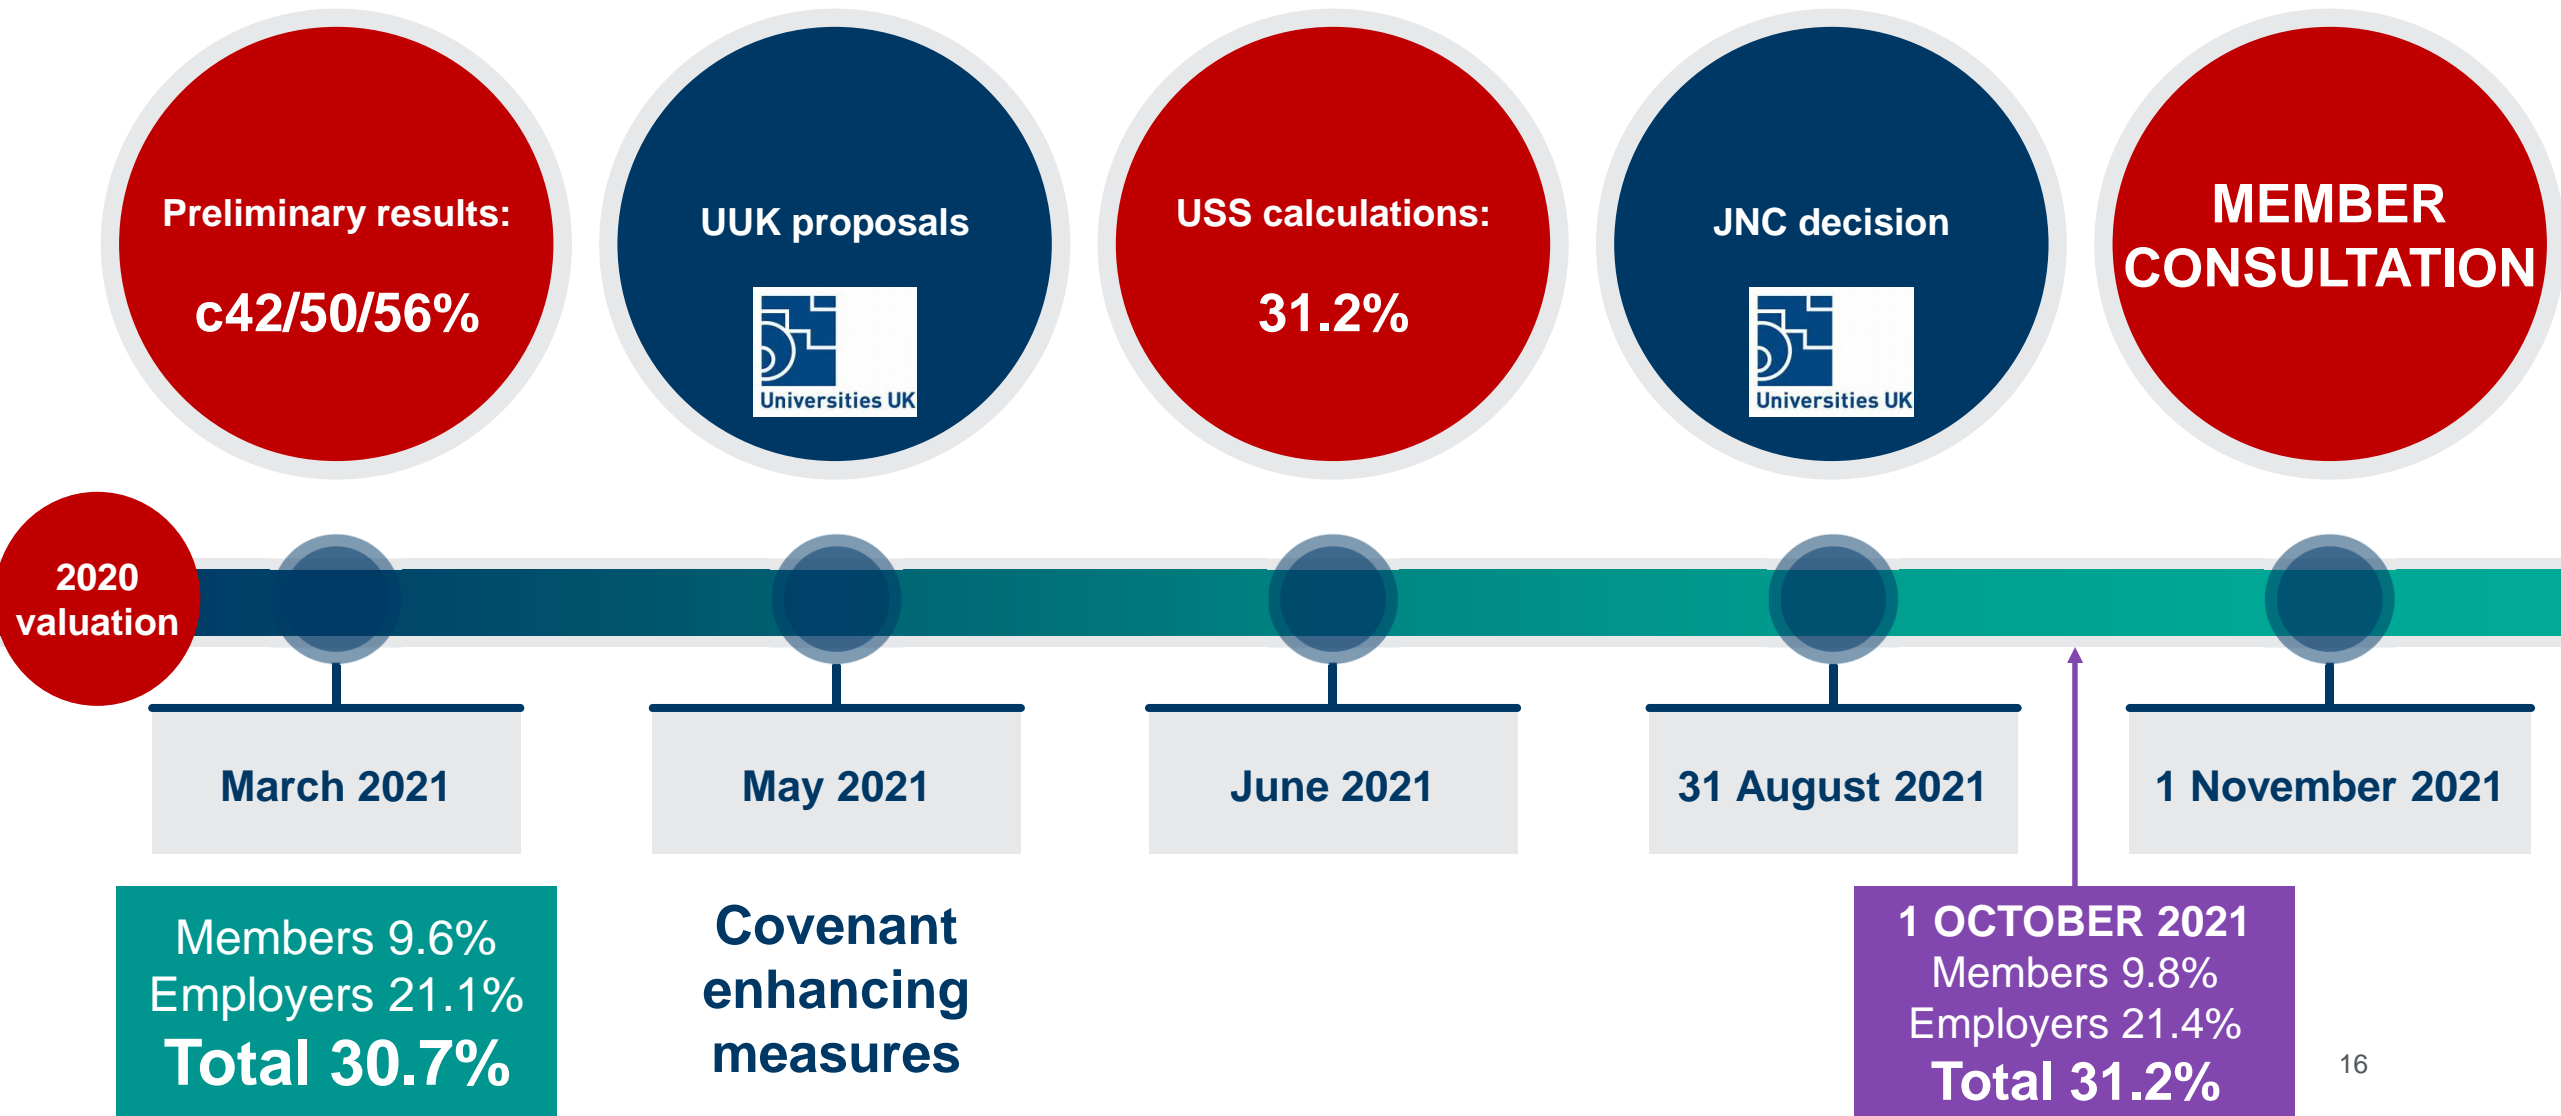 Preliminary results:
c42/50/56%
UUK proposals
Universities UK
USS calculations:
31.2%
JNC decision
Universities UK
MEMBER
CONSULTATION
2020
valuation
March 2021
May 2021
June 2021
31 August 2021
1 November 2021
Members 9.6%
Employers 21.1%
Total 30.7%
Covenant
enhancing
measures
1 OCTOBER 2021
Members 9.8%
Employers 21.4%
Total 31.2%
16